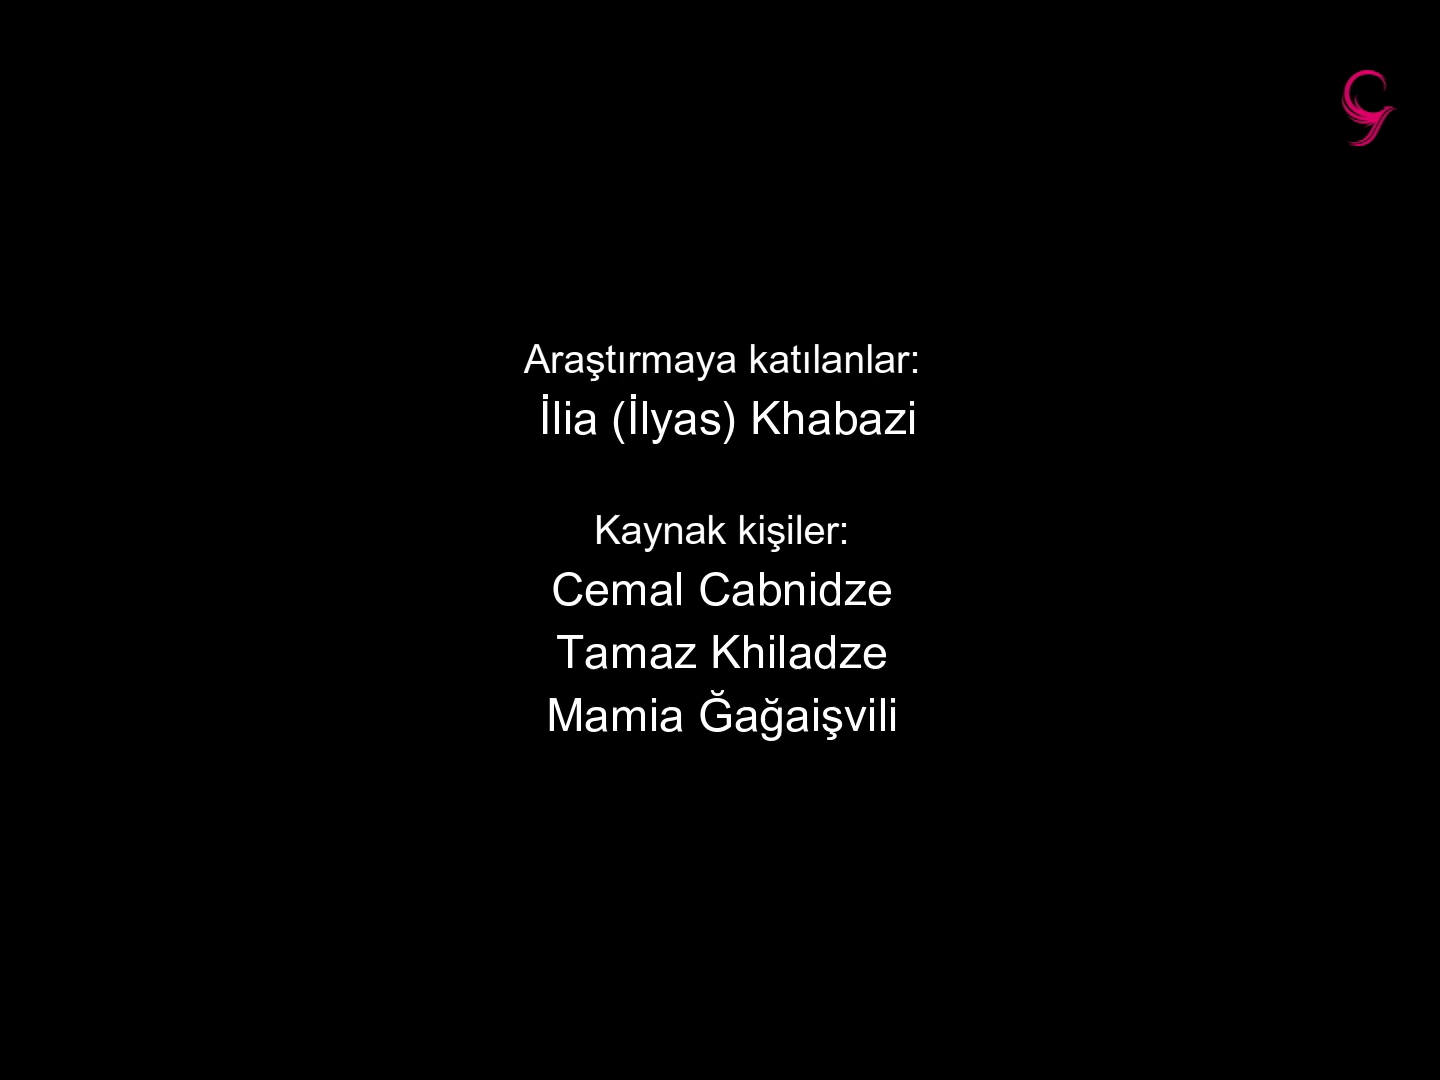 Araştırmaya katılanlar:
İlia (İlyas) Khabazi
Kaynak kişiler:
Cemal Cabnidze
Tamaz Khiladze
Mamia Ğağaişvili